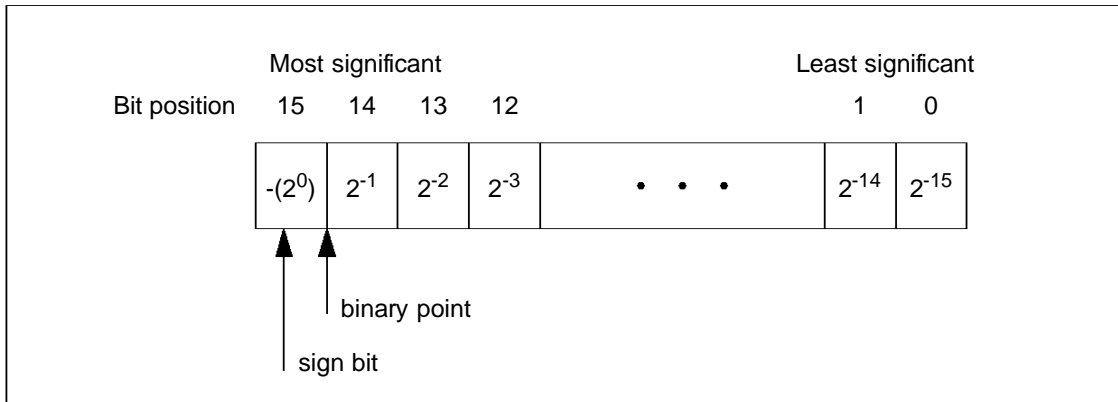 Most significant Least significant
Bit position 15 14 13 12 1 0
-(2⁰) 2⁻¹ 2⁻² 2⁻³ • • • 2⁻¹⁴ 2⁻¹⁵
binary point
sign bit